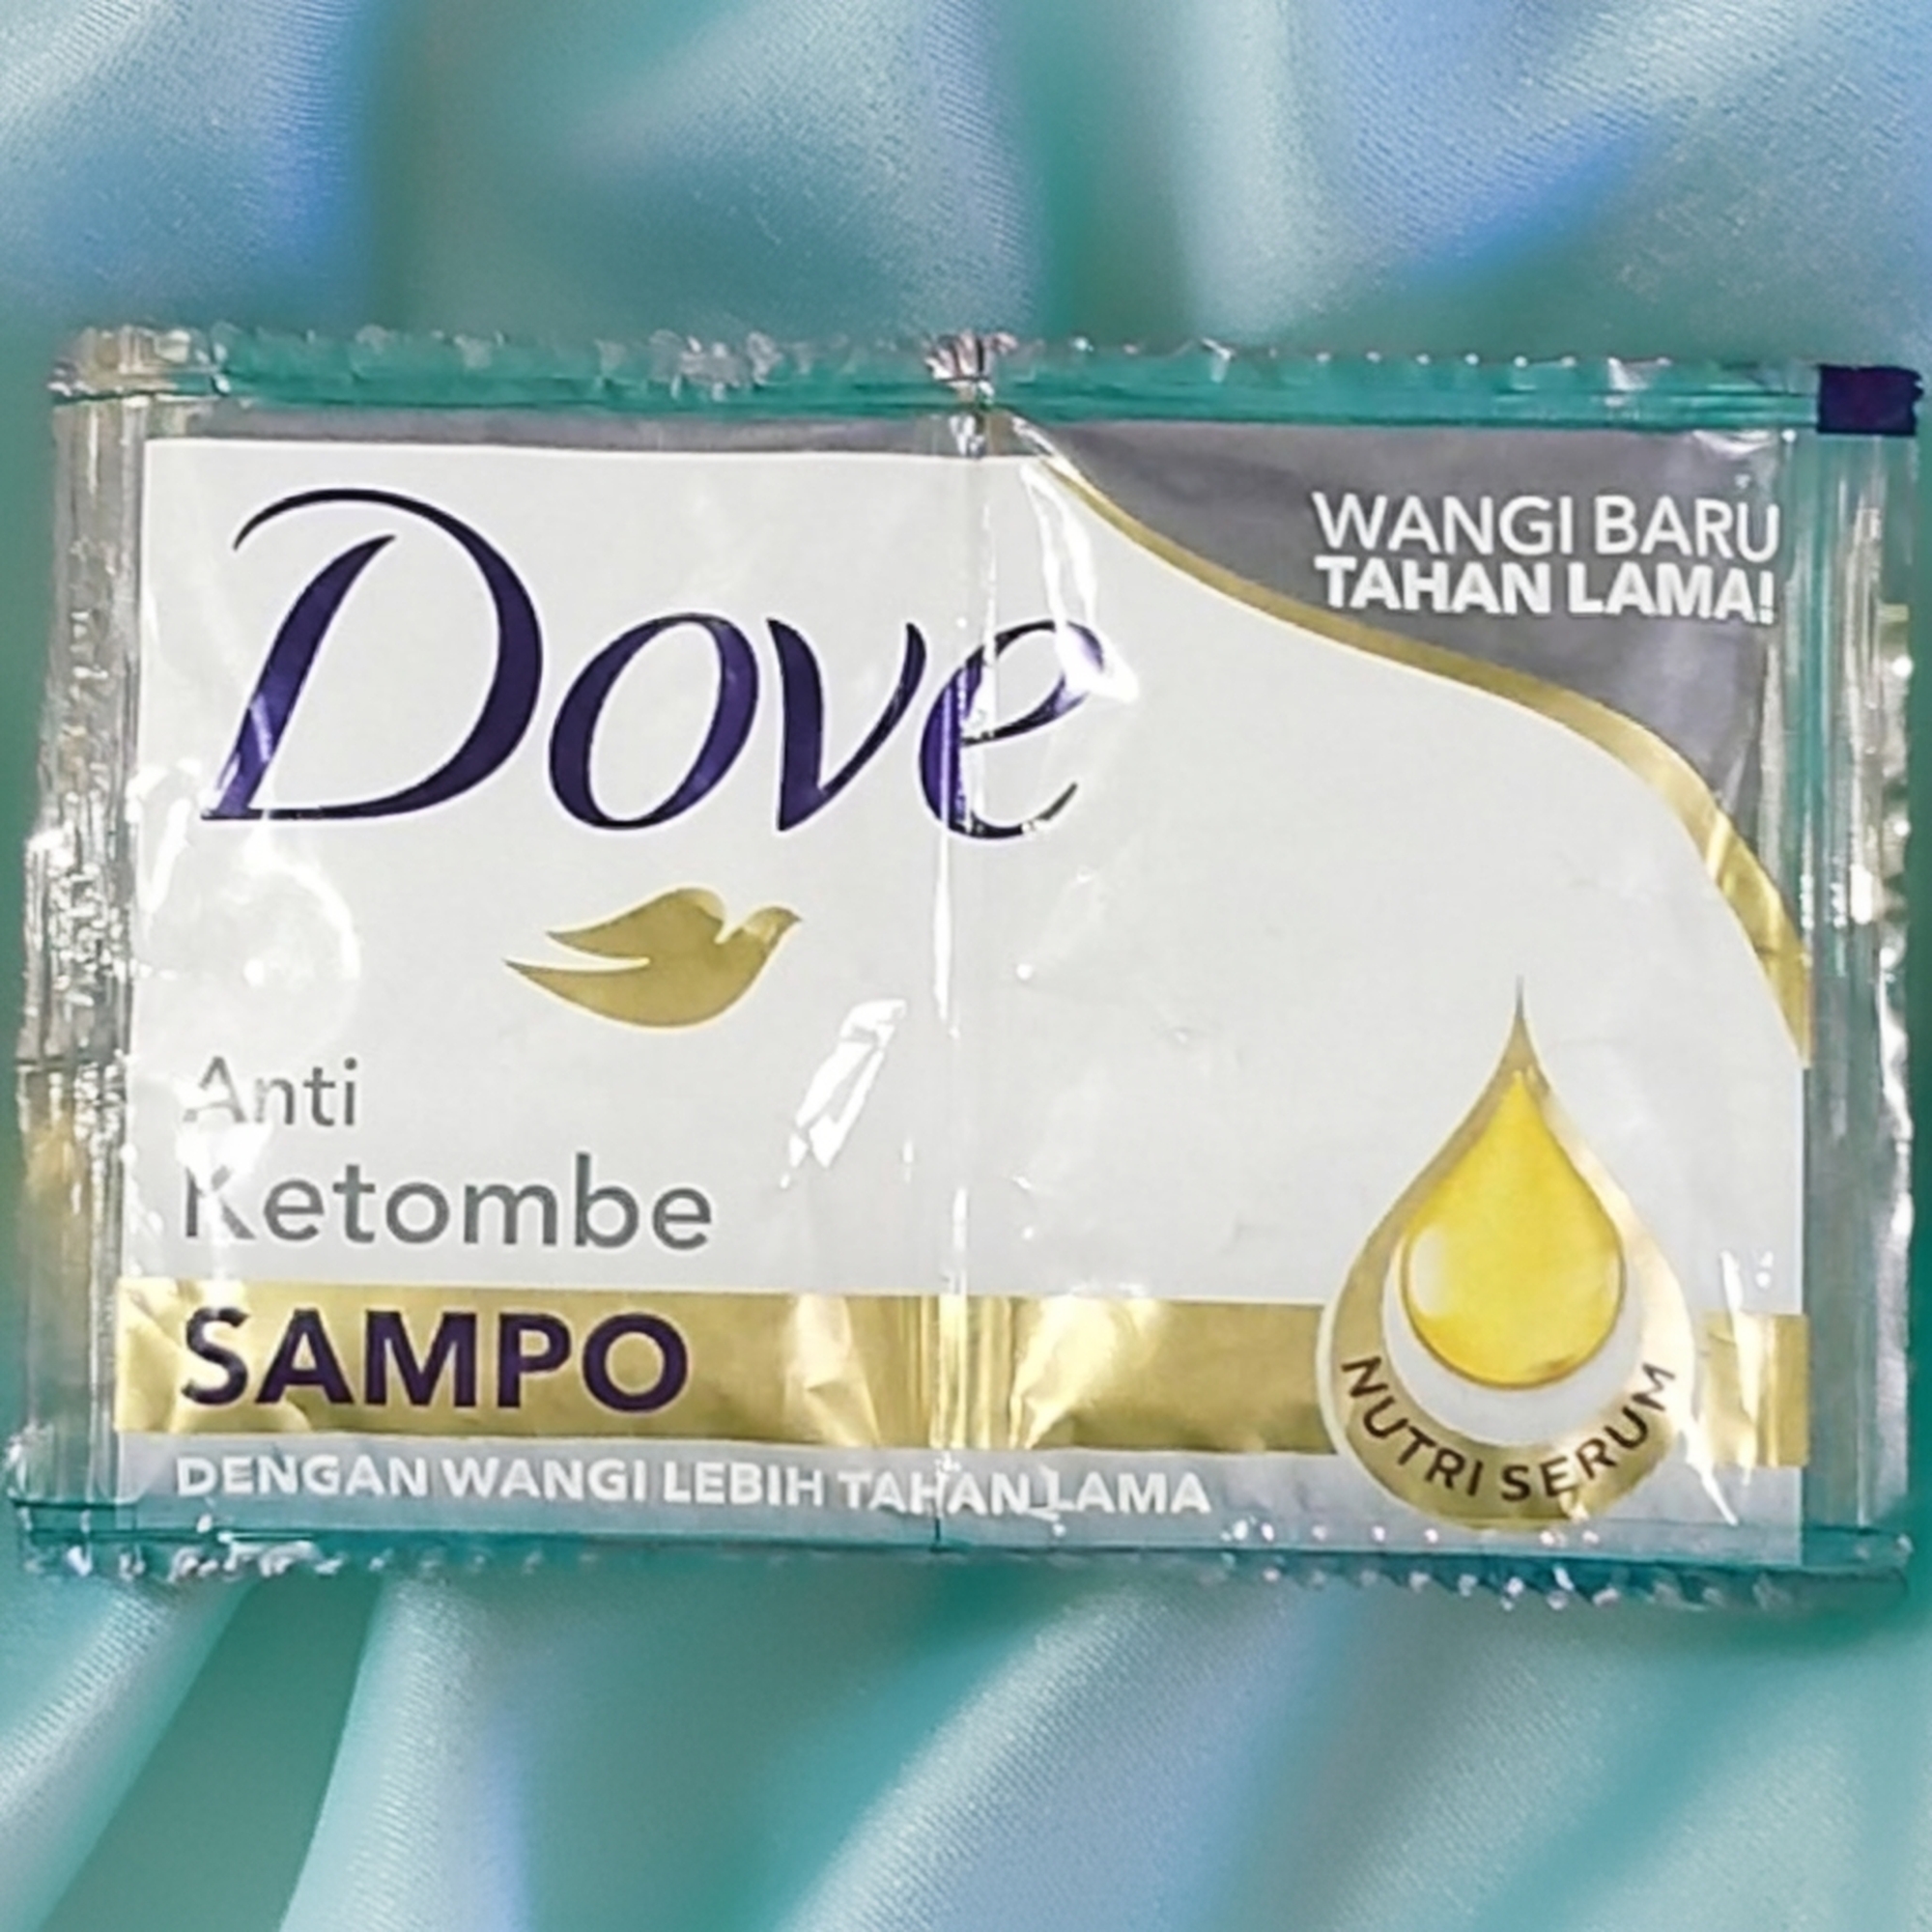 Dove
WANGI BARU
TAHAN LAMA!
Anti
Ketombe
SAMPO
DENGAN WANGI LEBIH TAHAN LAMA
NUTRI SERUM